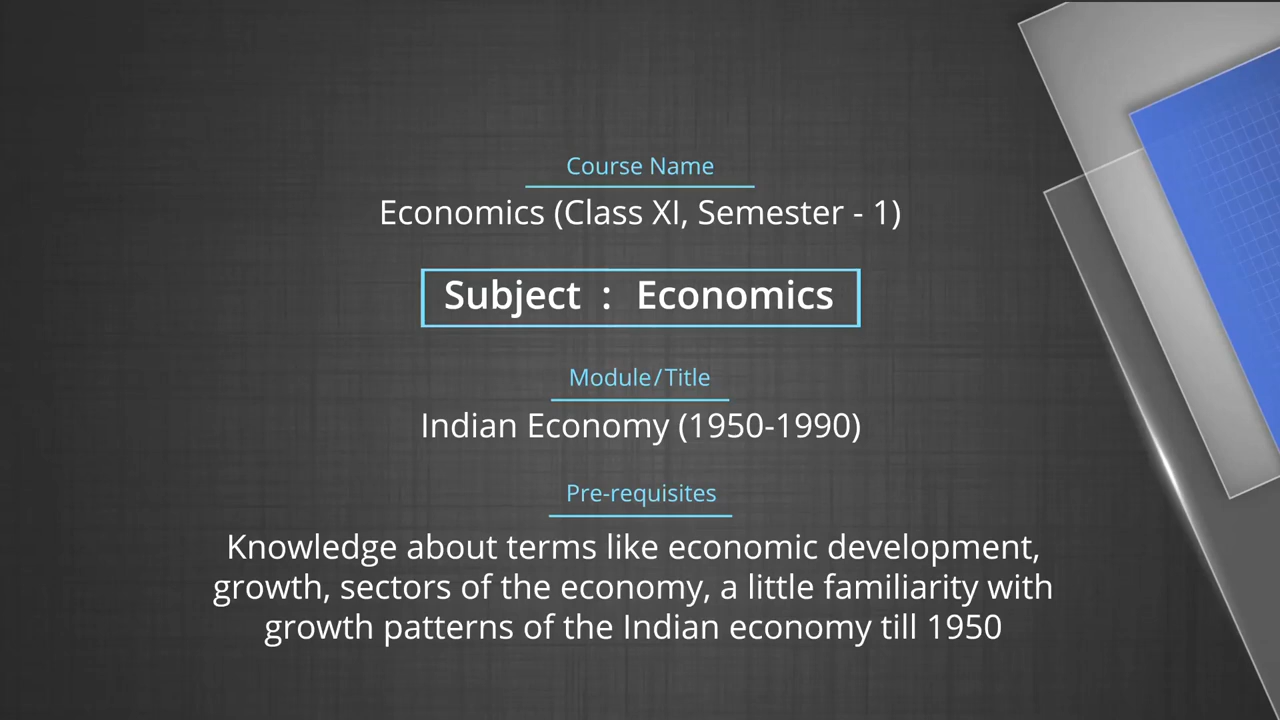 Course Name
Economics (Class XI, Semester - 1)
Subject : Economics
Module/Title
Indian Economy (1950-1990)
Pre-requisites
Knowledge about terms like economic development,
growth, sectors of the economy, a little familiarity with
growth patterns of the Indian economy till 1950